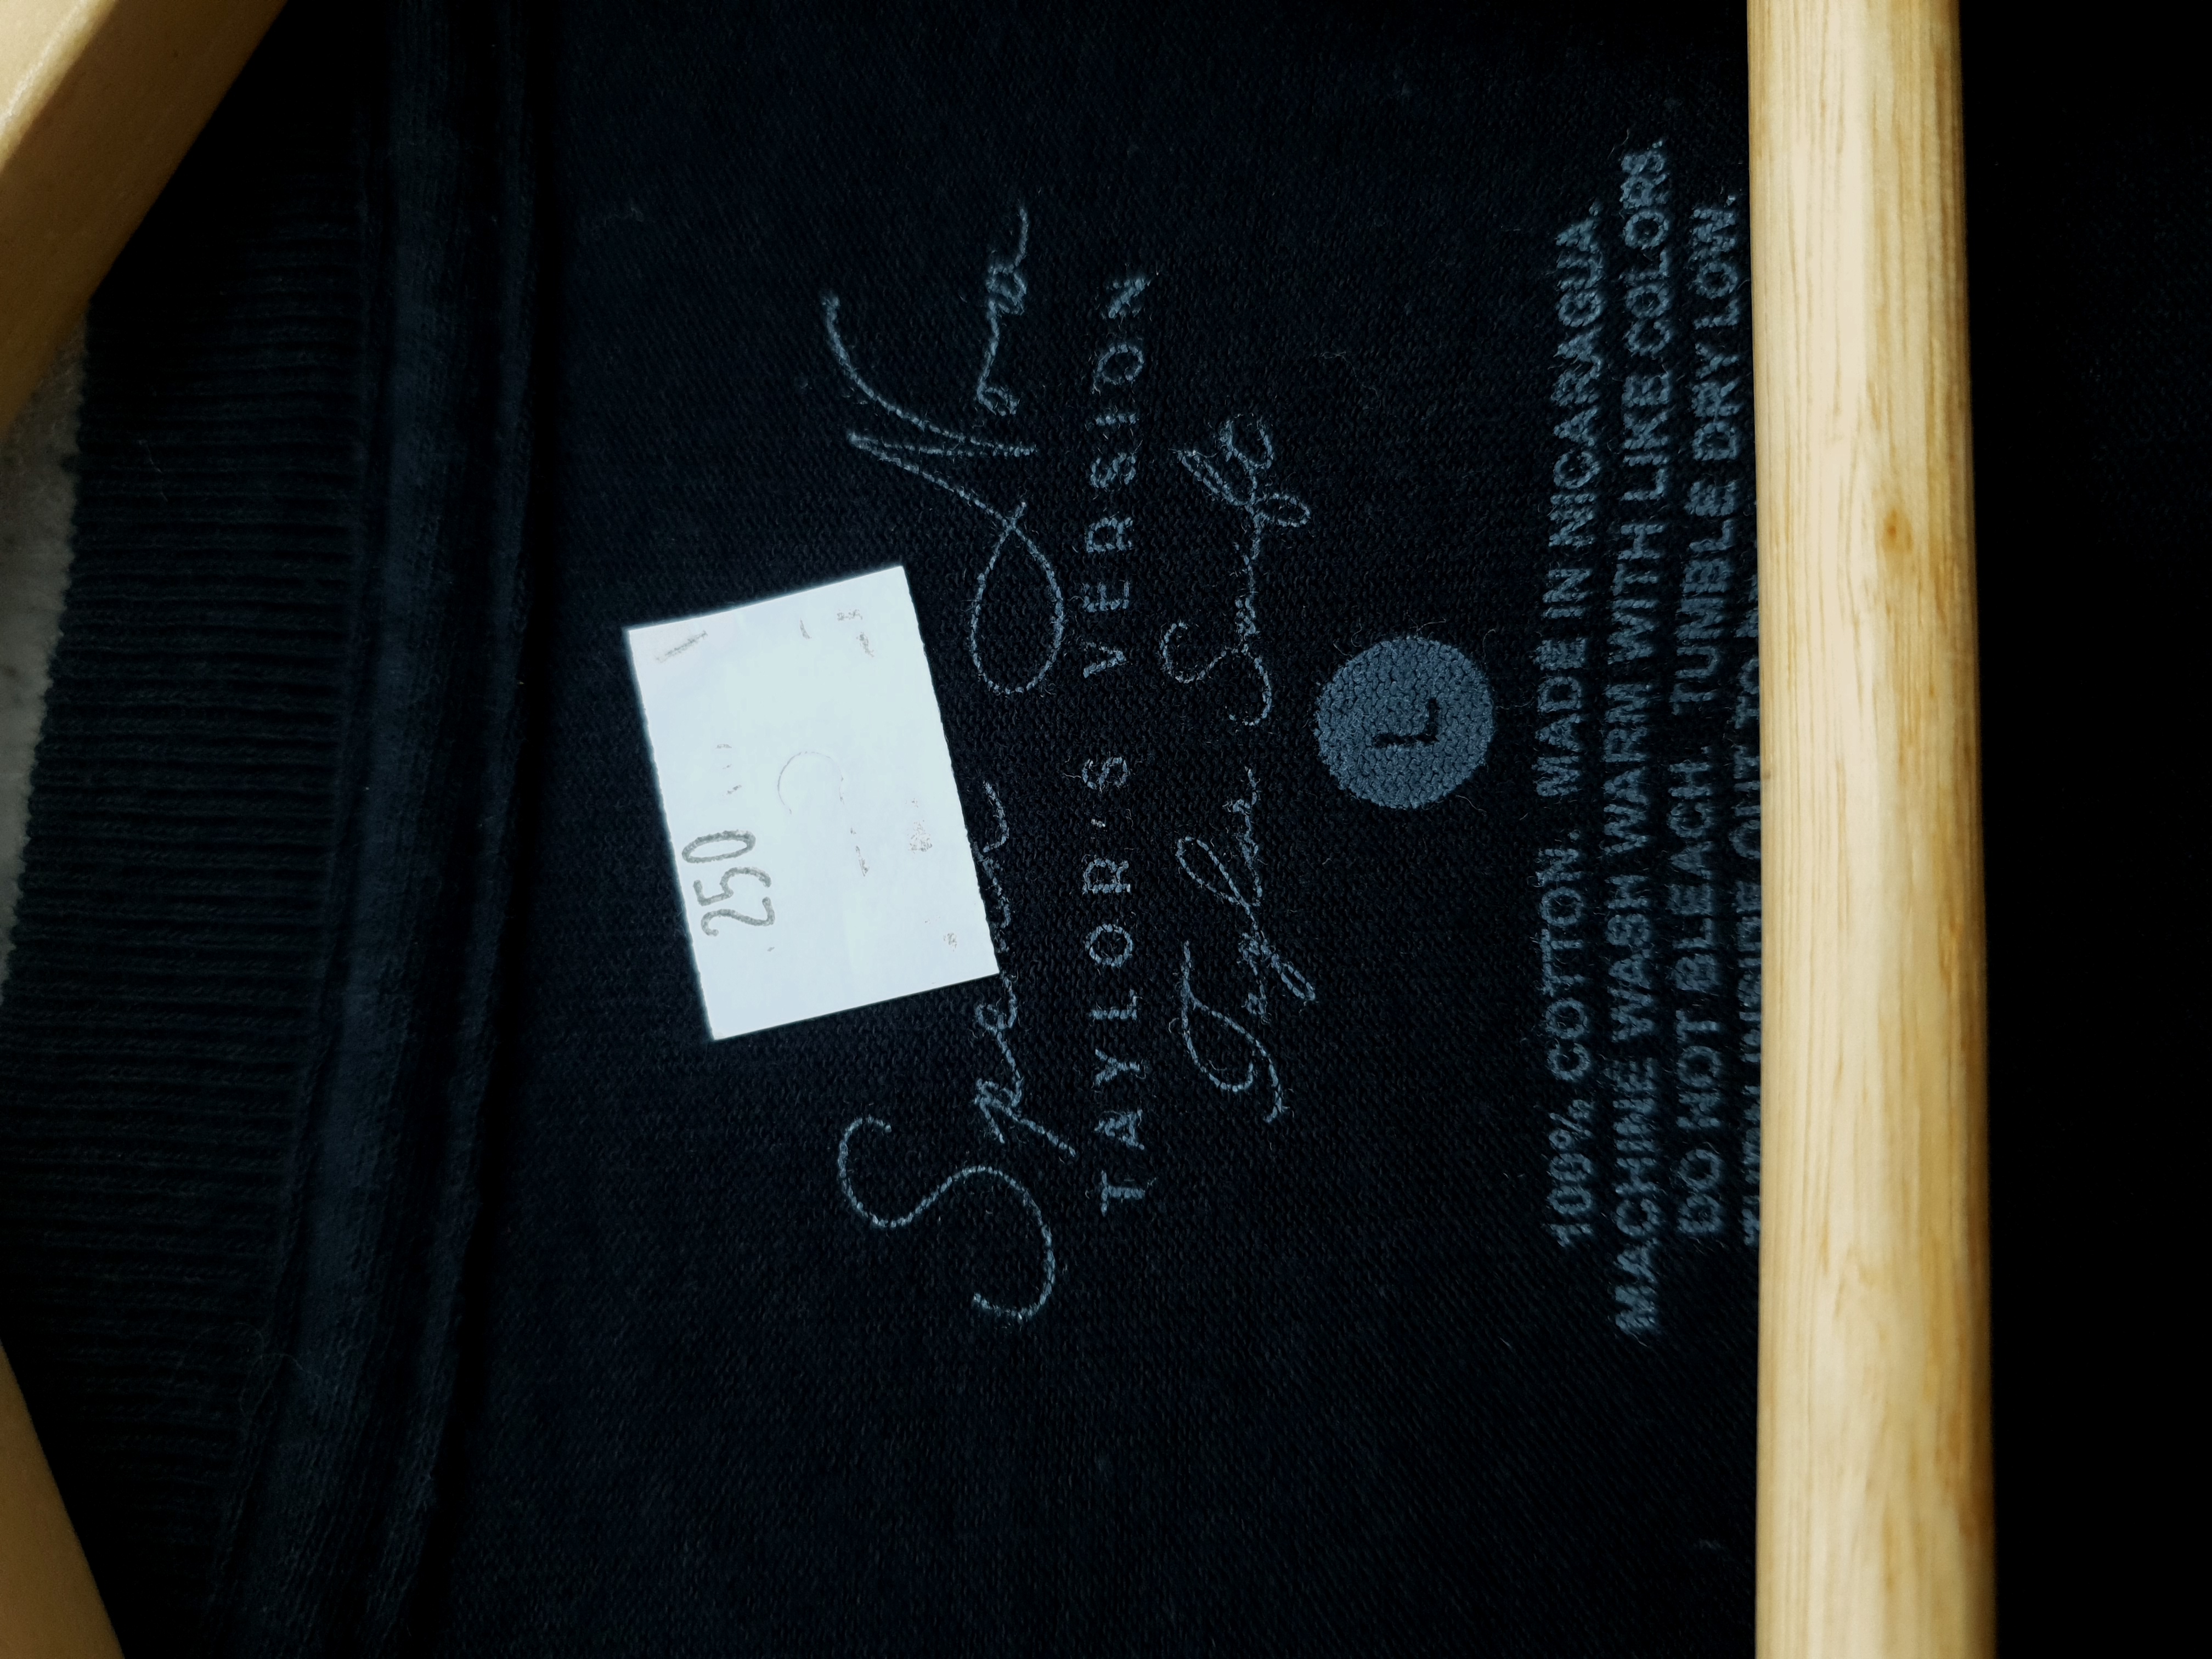 250
Speak Now
TAYLOR'S VERSION
Taylor Swift
L
100% COTTON. MADE IN NICARAGUA.
MACHINE WASH WARM WITH LIKE COLORS.
DO NOT BLEACH. TUMBLE DRY LOW.